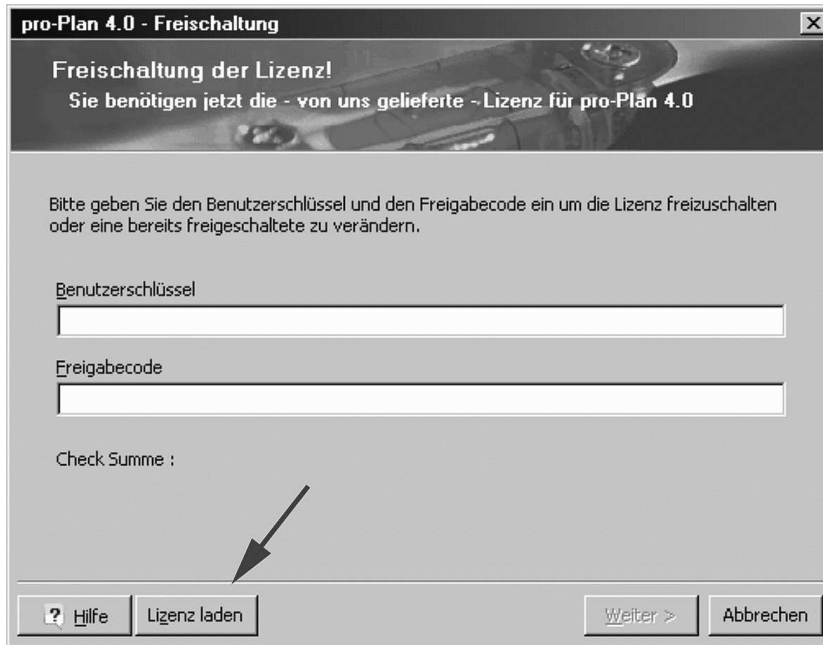 pro-Plan 4.0 - Freischaltung
Freischaltung der Lizenz!
Sie benötigen jetzt die - von uns gelieferte - Lizenz für pro-Plan 4.0
Bitte geben Sie den Benutzerschlüssel und den Freigabecode ein um die Lizenz freizuschalten
oder eine bereits freigeschaltete zu verändern.
Benutzerschlüssel
Freigabecode
Check Summe :
? Hilfe
Lizenz laden
Weiter >
Abbrechen